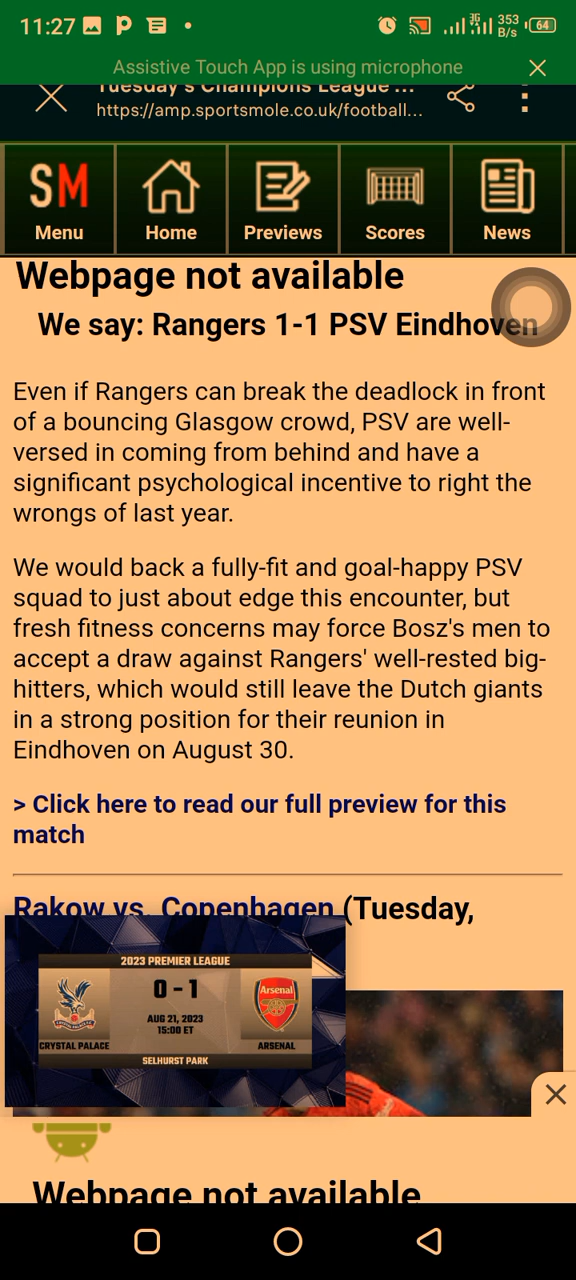 11:27
3G
353
B/s
64
Assistive Touch App is using microphone
Tuesday's Champions League ...
https://amp.sportsmole.co.uk/football...
SM
Menu
Home
Previews
Scores
News
Webpage not available
We say: Rangers 1-1 PSV Eindhoven
Even if Rangers can break the deadlock in front
of a bouncing Glasgow crowd, PSV are well-
versed in coming from behind and have a
significant psychological incentive to right the
wrongs of last year.
We would back a fully-fit and goal-happy PSV
squad to just about edge this encounter, but
fresh fitness concerns may force Bosz's men to
accept a draw against Rangers' well-rested big-
hitters, which would still leave the Dutch giants
in a strong position for their reunion in
Eindhoven on August 30.
> Click here to read our full preview for this
match
Rakow vs. Copenhagen (Tuesday,
2023 PREMIER LEAGUE
0 - 1
Arsenal
AUG 21, 2023
15:00 ET
CRYSTAL PALACE
ARSENAL
SELHURST PARK
Webpage not available